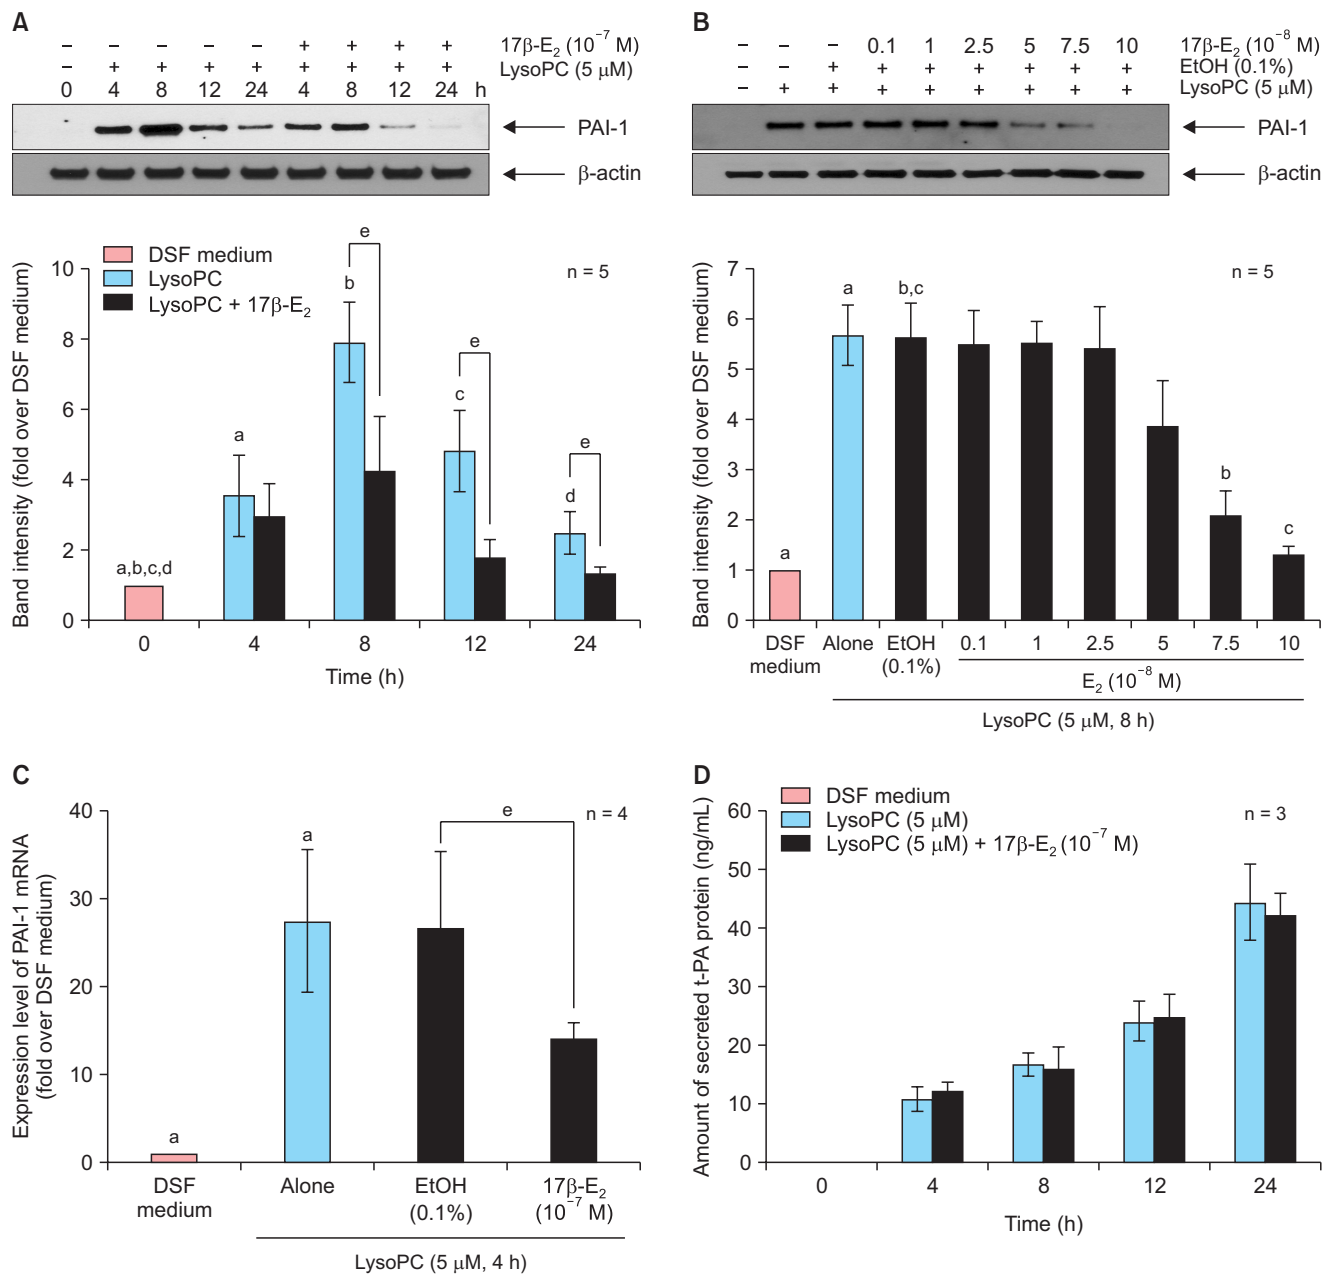 A
− − − − − + + + + 17β-E₂ (10⁻⁷ M)
− + + + + + + + + LysoPC (5 μM)
0 4 8 12 24 4 8 12 24 h
PAI-1
β-actin
DSF medium
LysoPC
LysoPC + 17β-E₂
n = 5
Band intensity (fold over DSF medium)
10
8
6
4
2
0
a,b,c,d
a
b
c
d
e
e
e
0 4 8 12 24
Time (h)
B
− − − 0.1 1 2.5 5 7.5 10 17β-E₂ (10⁻⁸ M)
− − + + + + + + + EtOH (0.1%)
− + + + + + + + + LysoPC (5 μM)
PAI-1
β-actin
n = 5
Band intensity (fold over DSF medium)
7
6
5
4
3
2
1
0
a
a
b,c
b
c
DSF medium
Alone
EtOH (0.1%)
0.1 1 2.5 5 7.5 10
E₂ (10⁻⁸ M)
LysoPC (5 μM, 8 h)
C
n = 4
Expression level of PAI-1 mRNA
(fold over DSF medium)
40
30
20
10
0
a
a
e
DSF medium
Alone
EtOH (0.1%)
17β-E₂ (10⁻⁷ M)
LysoPC (5 μM, 4 h)
D
DSF medium
LysoPC (5 μM)
LysoPC (5 μM) + 17β-E₂ (10⁻⁷ M)
n = 3
Amount of secreted t-PA protein (ng/mL)
60
50
40
30
20
10
0
0 4 8 12 24
Time (h)